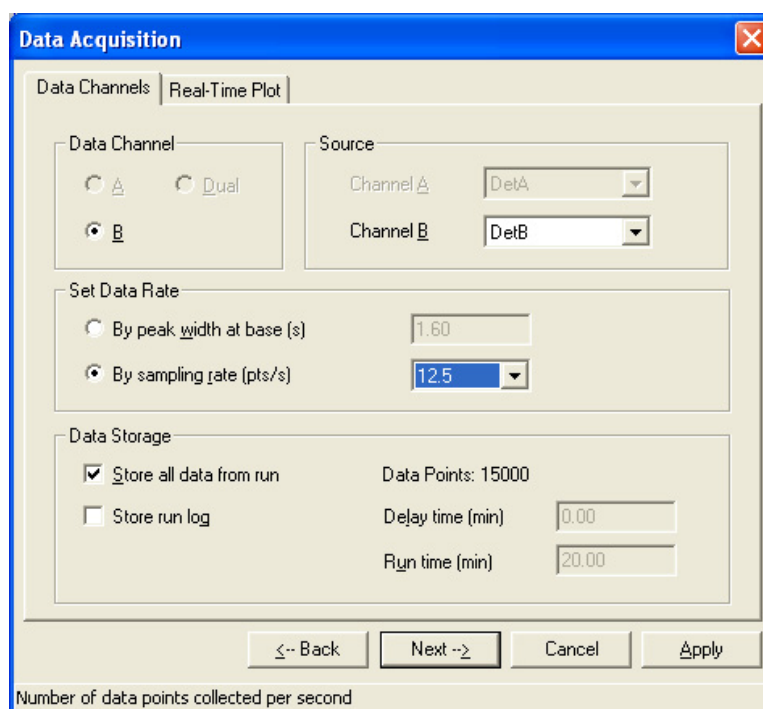 Data Acquisition
Data Channels Real-Time Plot
Data Channel
A Dual
B
Source
Channel A DetA
Channel B DetB
Set Data Rate
By peak width at base (s) 1.60
By sampling rate (pts/s) 12.5
Data Storage
Store all data from run Data Points: 15000
Store run log Delay time (min) 0.00
Run time (min) 20.00
<-- Back Next --> Cancel Apply
Number of data points collected per second